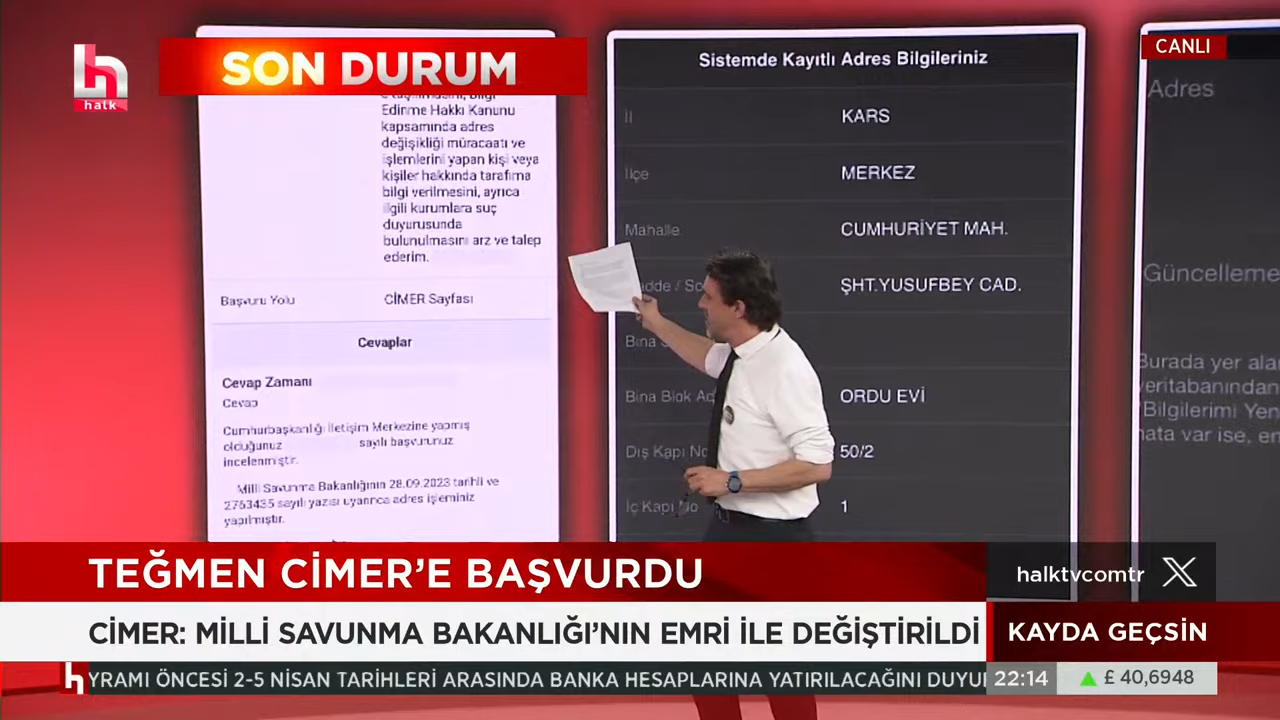 SON DURUM
h
halk
CANLI
Edinme Hakkı Kanunu
kapsamında adres
değişikliği müracaatı ve
işlemlerini yapan kişi veya
kişiler hakkında tarafıma
bilgi verilmesini, ayrıca
ilgili kurumlara suç
duyurusunda
bulunulmasını arz ve talep
ederim.
Başvuru Yolu CİMER Sayfası
Cevaplar
Cevap Zamanı
Cevap
Cumhurbaşkanlığı İletişim Merkezine yapmış
olduğunuz sayılı başvurunuz
incelenmiştir.
Milli Savunma Bakanlığının 28.09.2023 tarihli ve
2763435 sayılı yazısı uyarınca adres işleminiz
yapılmıştır.
Sistemde Kayıtlı Adres Bilgileriniz
İl KARS
İlçe MERKEZ
Mahalle CUMHURİYET MAH.
ŞHT.YUSUFBEY CAD.
Bina
Bina Blok Ad ORDU EVİ
Dış Kapı No 50/2
İç Kapı No 1
Adres
Güncelleme
Burada yer alan
veritabanından
"Bilgilerimi Yen
hata var ise, en
TEĞMEN CİMER'E BAŞVURDU
halktvcomtr X
CİMER: MİLLİ SAVUNMA BAKANLIĞI'NIN EMRİ İLE DEĞİŞTİRİLDİ
KAYDA GEÇSİN
h YRAMI ÖNCESİ 2-5 NİSAN TARİHLERİ ARASINDA BANKA HESAPLARINA YATIRILACAĞINI DUYU
22:14 £ 40,6948